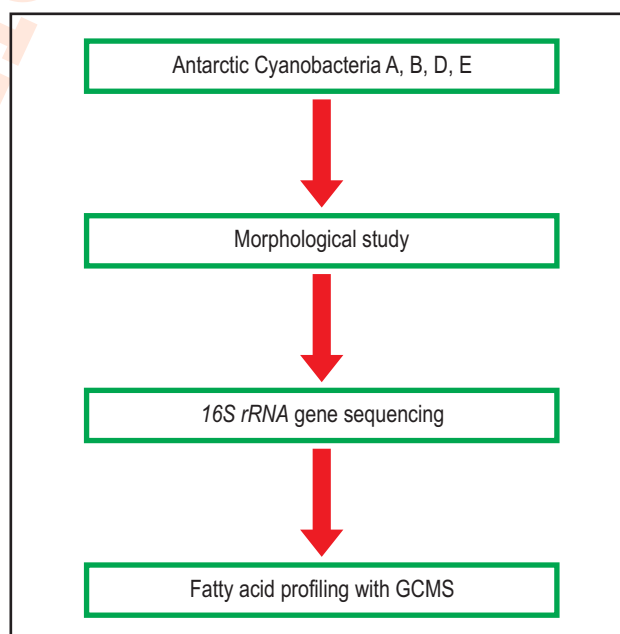 Antarctic Cyanobacteria A, B, D, E
Morphological study
16S rRNA gene sequencing
Fatty acid profiling with GCMS